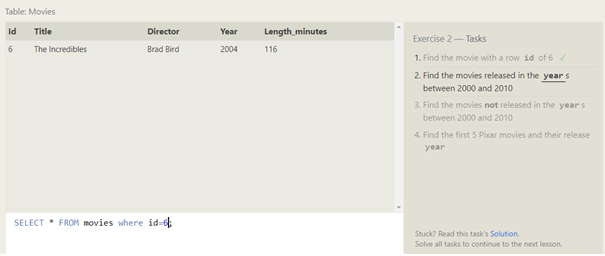 Table: Movies
Id Title Director Year Length_minutes
6 The Incredibles Brad Bird 2004 116
SELECT * FROM movies where id=6;
Exercise 2 — Tasks
1. Find the movie with a row id of 6 ✓
2. Find the movies released in the year s
between 2000 and 2010
3. Find the movies not released in the year s
between 2000 and 2010
4. Find the first 5 Pixar movies and their release
year
Stuck? Read this task's Solution.
Solve all tasks to continue to the next lesson.